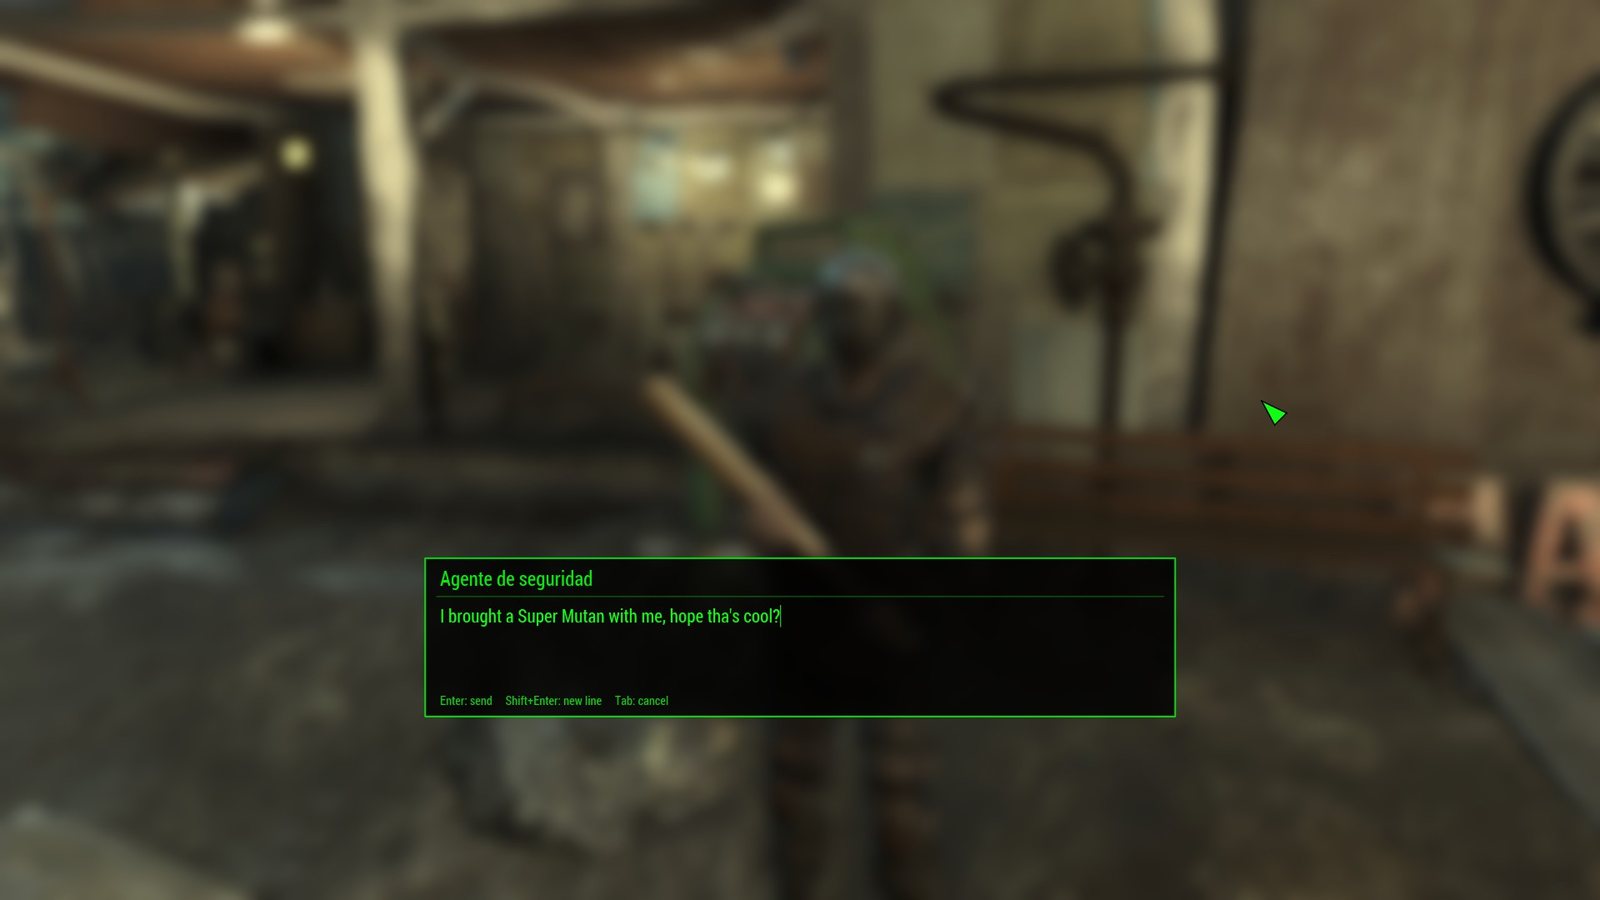 Agente de seguridad
I brought a Super Mutan with me, hope tha's cool?
Enter: send Shift+Enter: new line Tab: cancel